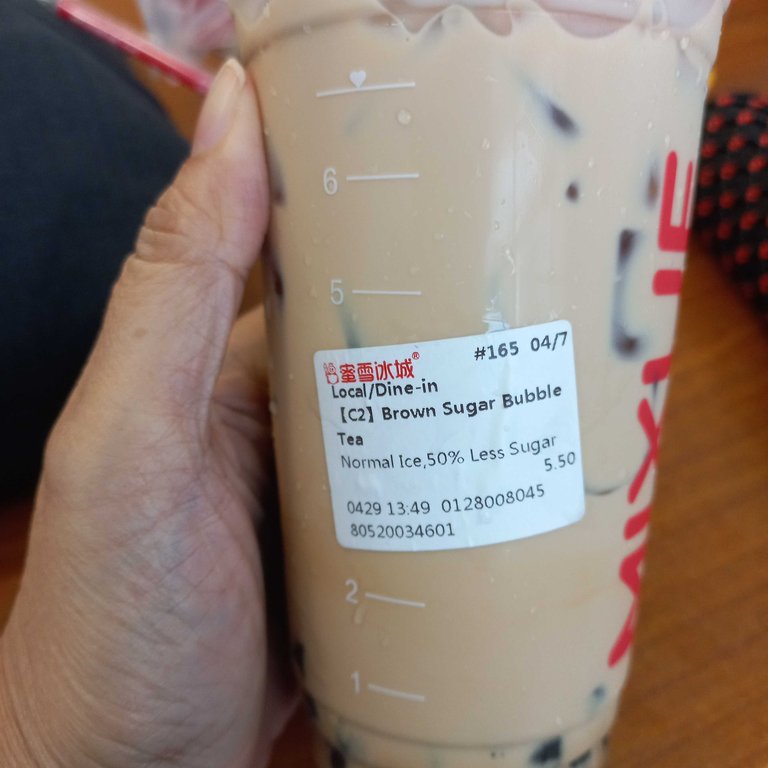 6
5
蜜雪冰城®
#165 04/7
Local/Dine-in
【C2】Brown Sugar Bubble
Tea
Normal Ice,50% Less Sugar
5.50
0429 13:49 0128008045
80520034601
2
1
MIXUE